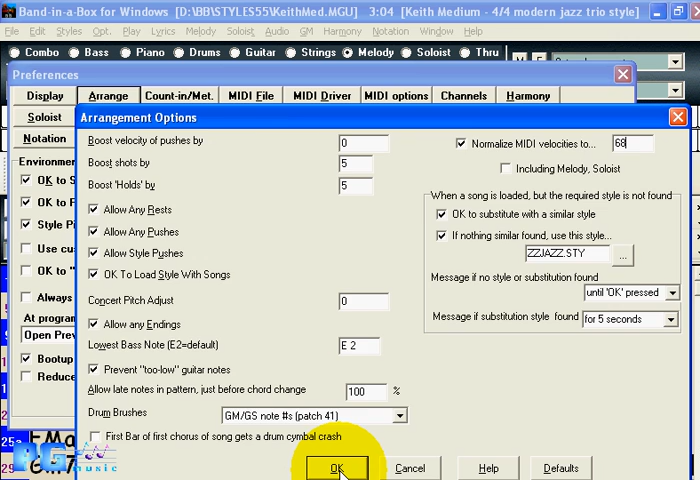 Band-in-a-Box for Windows [D:\BB\STYLES55\KeithMed.MGU] 3:04 [Keith Medium - 4/4 modern jazz trio style]
File Edit Styles Opt. Play Lyrics Melody Soloist Audio GM Harmony Notation Window Help
Combo Bass Piano Drums Guitar Strings Melody Soloist Thru
Preferences
Display Arrange Count-in/Met. MIDI File MIDI Driver MIDI options Channels Harmony
Soloist
Notation
Arrangement Options
Boost velocity of pushes by 0
Normalize MIDI velocities to... 68
Boost shots by 5
Including Melody, Soloist
Boost 'Holds' by 5
Allow Any Rests
Allow Any Pushes
Allow Style Pushes
OK To Load Style With Songs
Concert Pitch Adjust 0
Allow any Endings
Lowest Bass Note (E2=default) E 2
Prevent "too-low" guitar notes
Allow late notes in pattern, just before chord change 100 %
Drum Brushes GM/GS note #s (patch 41)
First Bar of first chorus of song gets a drum cymbal crash
When a song is loaded, but the required style is not found
OK to substitute with a similar style
If nothing similar found, use this style...
ZZJAZZ.STY ...
Message if no style or substitution found
until 'OK' pressed
Message if substitution style found for 5 seconds
OK Cancel Help Defaults
Environme
OK to S
OK to F
Style Pi
Use cus
OK to "
Always
At program
Open Prev
Bootup
Reduce
PG music